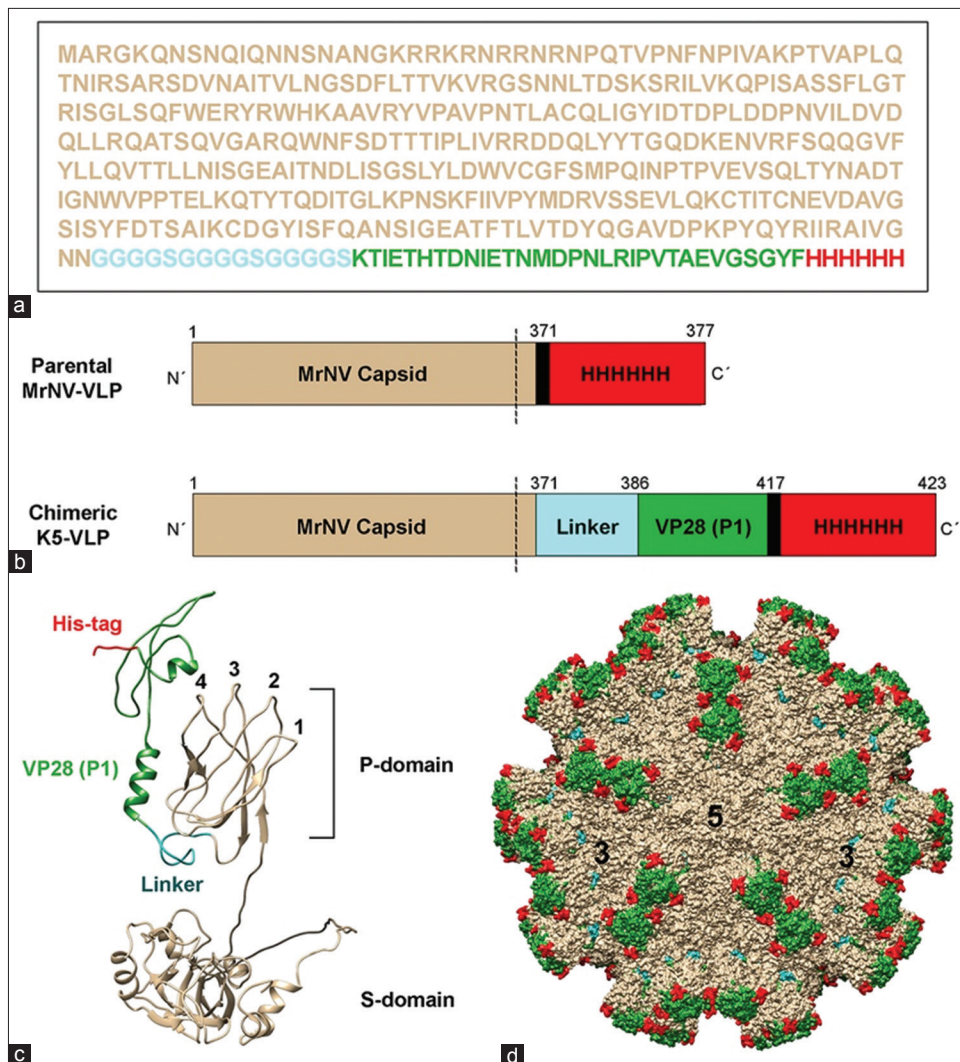 MARGKQNSNQIQNNSNANGKRRKRNRRNRNPQTVPNFNPIVAKPTVAPLQ
TNIRSARSDVNAITVLNGSDFLTTVKVRGSNNLTDSKSRILVKQPISASSFLGT
RISGLSQFWERYRWHKAAVRYVPAVPNTLACQLIGYIDTDPLDDPNVILDVD
QLLRQATSQVGARQWNFSDTTTIPLIVRRDDQLYYTGQDKENVRFSQQGVF
YLLQVTTLLNISGEAITNDLISGSLYLDWVCGFSMPQINPTPVEVSQLTYNADT
IGNWVPPTELKQTYTQDITGLKPNSKFIIVPYMDRVSSEVLQKCTITCNEVDAVG
SISYFDTSAIKCDGYISFQANSIGEATFTLVTDYQGAVDPKPYQYRIIRAIVG
NNGGGGSGGGGSGGGGSKTIETHTDNIETNMDPNLRIPVTAEVGSGYFHHHHHH
a
1 371 377
Parental
MrNV-VLP
N´ MrNV Capsid HHHHHH C´
1 371 386 417 423
Chimeric
K5-VLP
N´ MrNV Capsid Linker VP28 (P1) HHHHHH C´
b
His-tag
4 3 2 1
VP28 (P1)
P-domain
Linker
S-domain
c
5
3 3
d